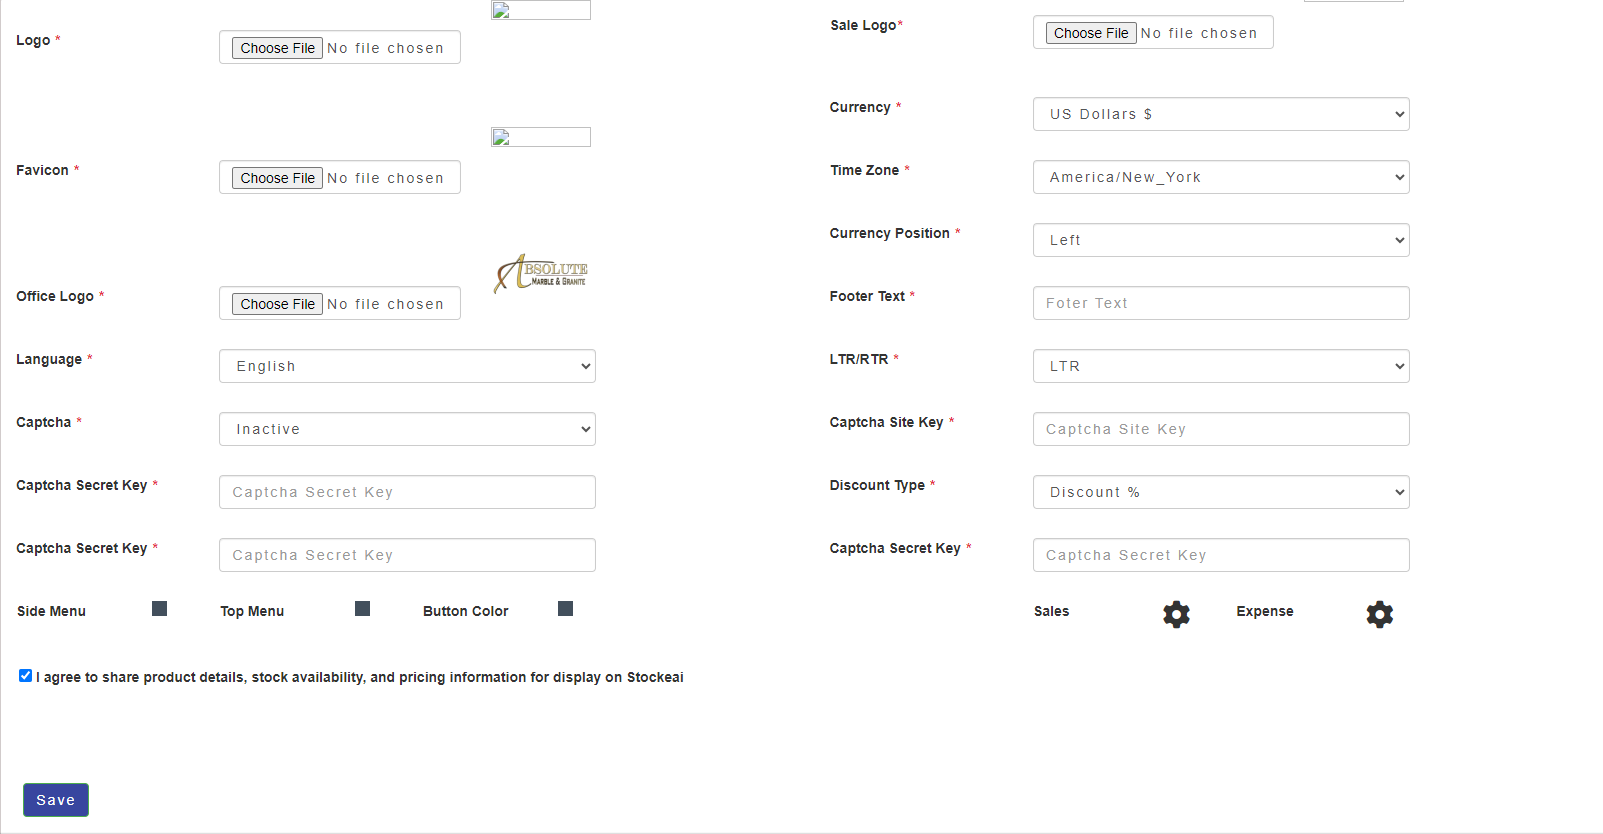 Logo *
Choose File No file chosen
Sale Logo*
Choose File No file chosen
Currency *
US Dollars $
Favicon *
Choose File No file chosen
Time Zone *
America/New_York
Currency Position *
Left
ABSOLUTE
MARBLE & GRANITE
Office Logo *
Choose File No file chosen
Footer Text *
Foter Text
Language *
English
LTR/RTR *
LTR
Captcha *
Inactive
Captcha Site Key *
Captcha Site Key
Captcha Secret Key *
Captcha Secret Key
Discount Type *
Discount %
Captcha Secret Key *
Captcha Secret Key
Captcha Secret Key *
Captcha Secret Key
Side Menu
Top Menu
Button Color
Sales
Expense
I agree to share product details, stock availability, and pricing information for display on Stockeai
Save